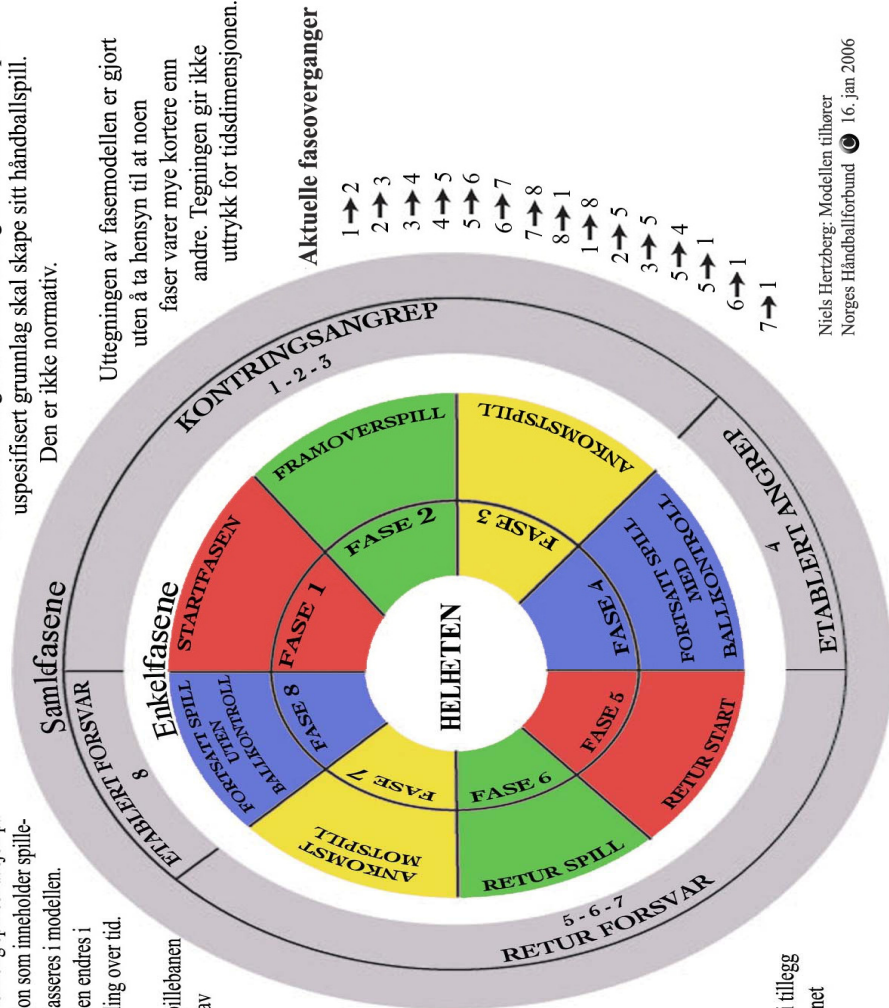 uspesifisert grunnlag skal skape sitt håndballspill.
Den er ikke normativ.
Uttegningen av fasemodellen er gjort
uten å ta hensyn til at noen
faser varer mye kortere enn
andre. Tegningen gir ikke
uttrykk for tidsdimensjonen.
Aktuelle faseoverganger
1 → 2
2 → 3
3 → 4
4 → 5
5 → 6
6 → 7
7 → 8
8 → 1
1 → 8
2 → 5
3 → 5
5 → 4
5 → 1
6 → 1
7 → 1
Niels Hertzberg: Modellen tilhører
Norges Håndballforbund © 16. jan 2006
Samlefasene
KONTRINGSANGREP
1 - 2 - 3
ETABLERT ANGREP
4
RETUR FORSVAR
5 - 6 - 7
ETABLERT FORSVAR
8
Enkelfasene
STARTFASEN
FASE 1
FRAMOVERSPILL
FASE 2
ANKOMSTSPILL
FASE 3
FORTSATT SPILL
MED
BALLKONTROLL
FASE 4
RETUR START
FASE 5
RETUR SPILL
FASE 6
ANKOMST
MOTSPILL
FASE 7
FORTSATT SPILL
UTEN
BALLKONTROLL
FASE 8
HELHETEN
on som inneholder spille-
asseres i modellen.
en endres i
ing over tid.
illebanen
av
i tillegg
net